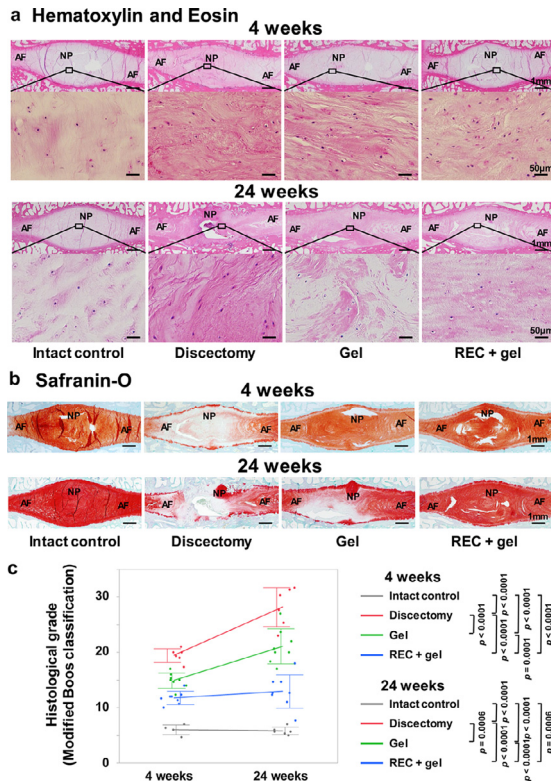 a Hematoxylin and Eosin
4 weeks
AF NP AF NP AF NP AF NP AF
1mm
50μm
24 weeks
AF NP AF NP AF NP AF NP AF
1mm
50μm
Intact control Discectomy Gel REC + gel
b Safranin-O
4 weeks
AF NP AF AF NP AF AF NP AF AF NP AF
1mm
24 weeks
AF NP AF AF NP AF AF NP AF AF NP AF
1mm
Intact control Discectomy Gel REC + gel
c
Histological grade
(Modified Boos classification)
30
20
10
0
4 weeks 24 weeks
4 weeks
Intact control
Discectomy
Gel
REC + gel
p < 0.0001
p < 0.0001
p < 0.0001
p = 0.0001
p < 0.0001
p < 0.0001
24 weeks
Intact control
Discectomy
Gel
REC + gel
p = 0.0006
p < 0.0001
p < 0.0001
p < 0.0001
p < 0.0001
p = 0.0006